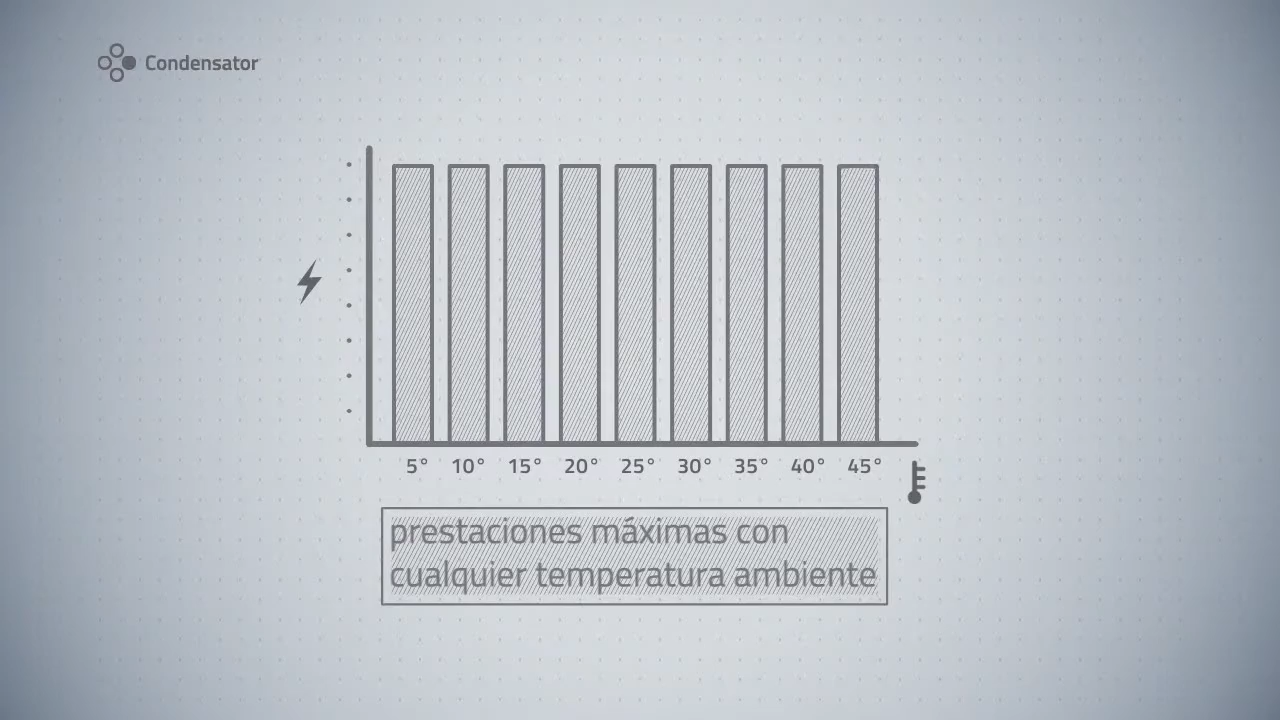 Condensator
5° 10° 15° 20° 25° 30° 35° 40° 45°
prestaciones máximas con
cualquier temperatura ambiente